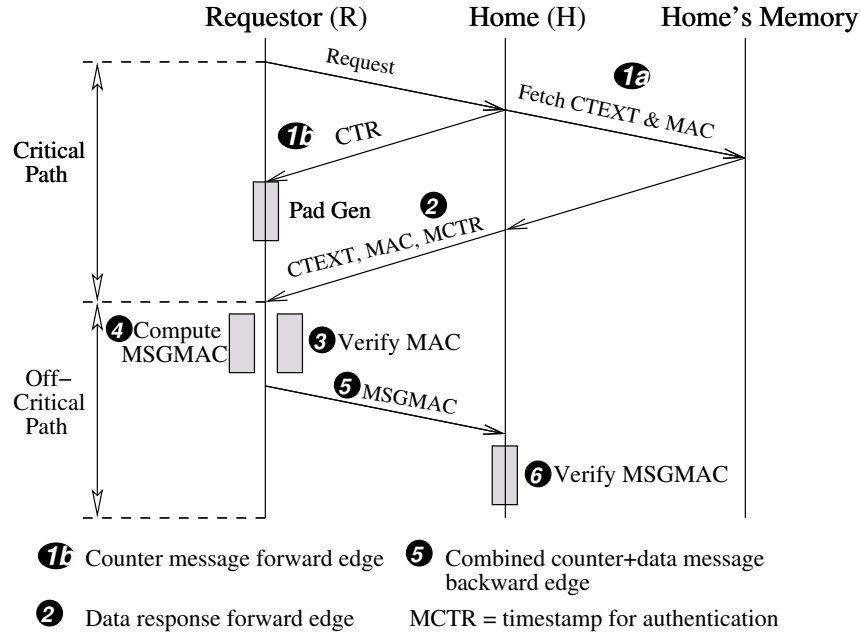 Requestor (R)
Home (H)
Home's Memory
Request
1a
Fetch CTEXT & MAC
1b
CTR
Critical
Path
Pad Gen
2
CTEXT, MAC, MCTR
4 Compute
MSGMAC
3 Verify MAC
Off−
Critical
Path
5 MSGMAC
6 Verify MSGMAC
1b Counter message forward edge
5 Combined counter+data message
backward edge
2 Data response forward edge
MCTR = timestamp for authentication